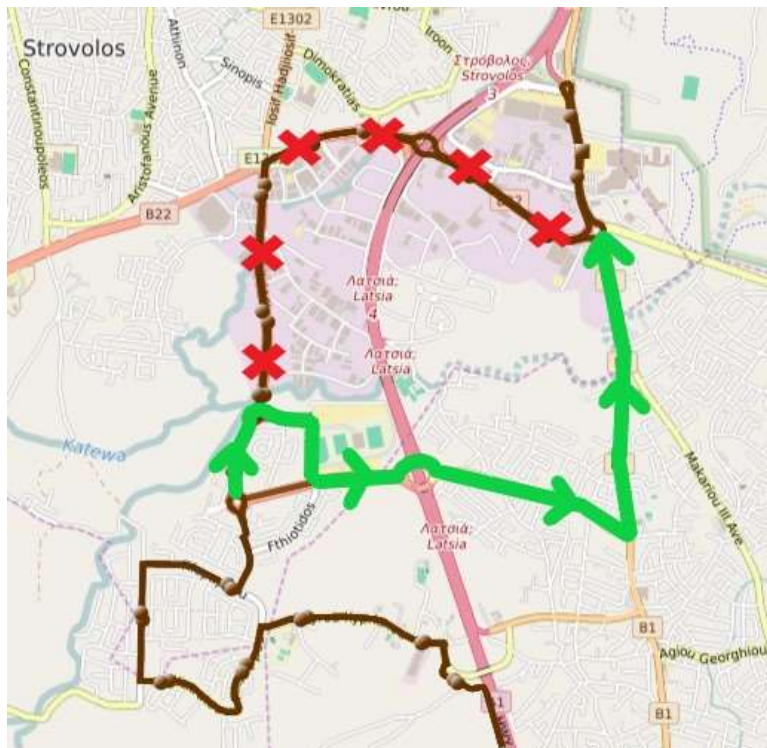 E1302
Strovolos
Athinon
Sinopis
Iosif Hadjiiosif
Dimokratias
Iroon
Στρόβολος;
Strovolos
3
Constantinoupoleos
Aristofanous Avenue
B22
Λατσιά;
Latsia
4
Λατσιά;
Latsia
Katewa
Makariou III Ave
Fthiotidos
Λατσιά;
Latsia
B1
Agiou Georghiou
B1